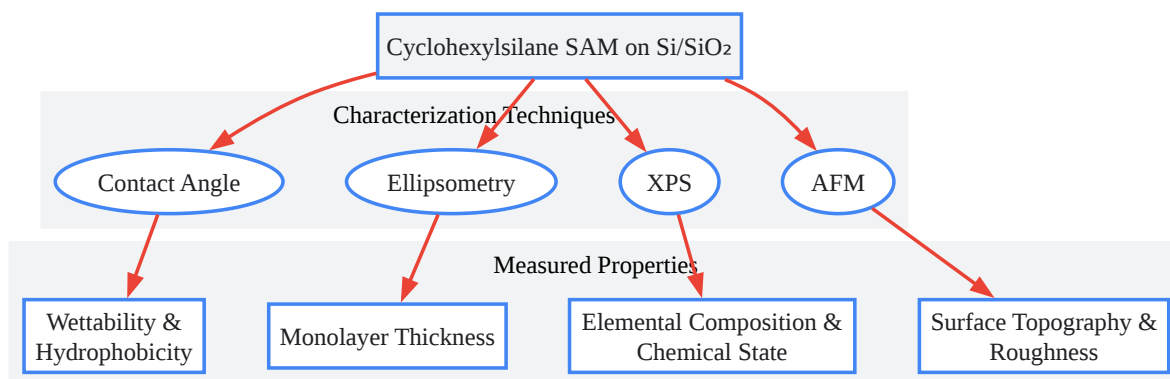 Cyclohexylsilane SAM on Si/SiO₂
Characterization Techniques
Contact Angle
Ellipsometry
XPS
AFM
Measured Properties
Wettability &
Hydrophobicity
Monolayer Thickness
Elemental Composition &
Chemical State
Surface Topography &
Roughness